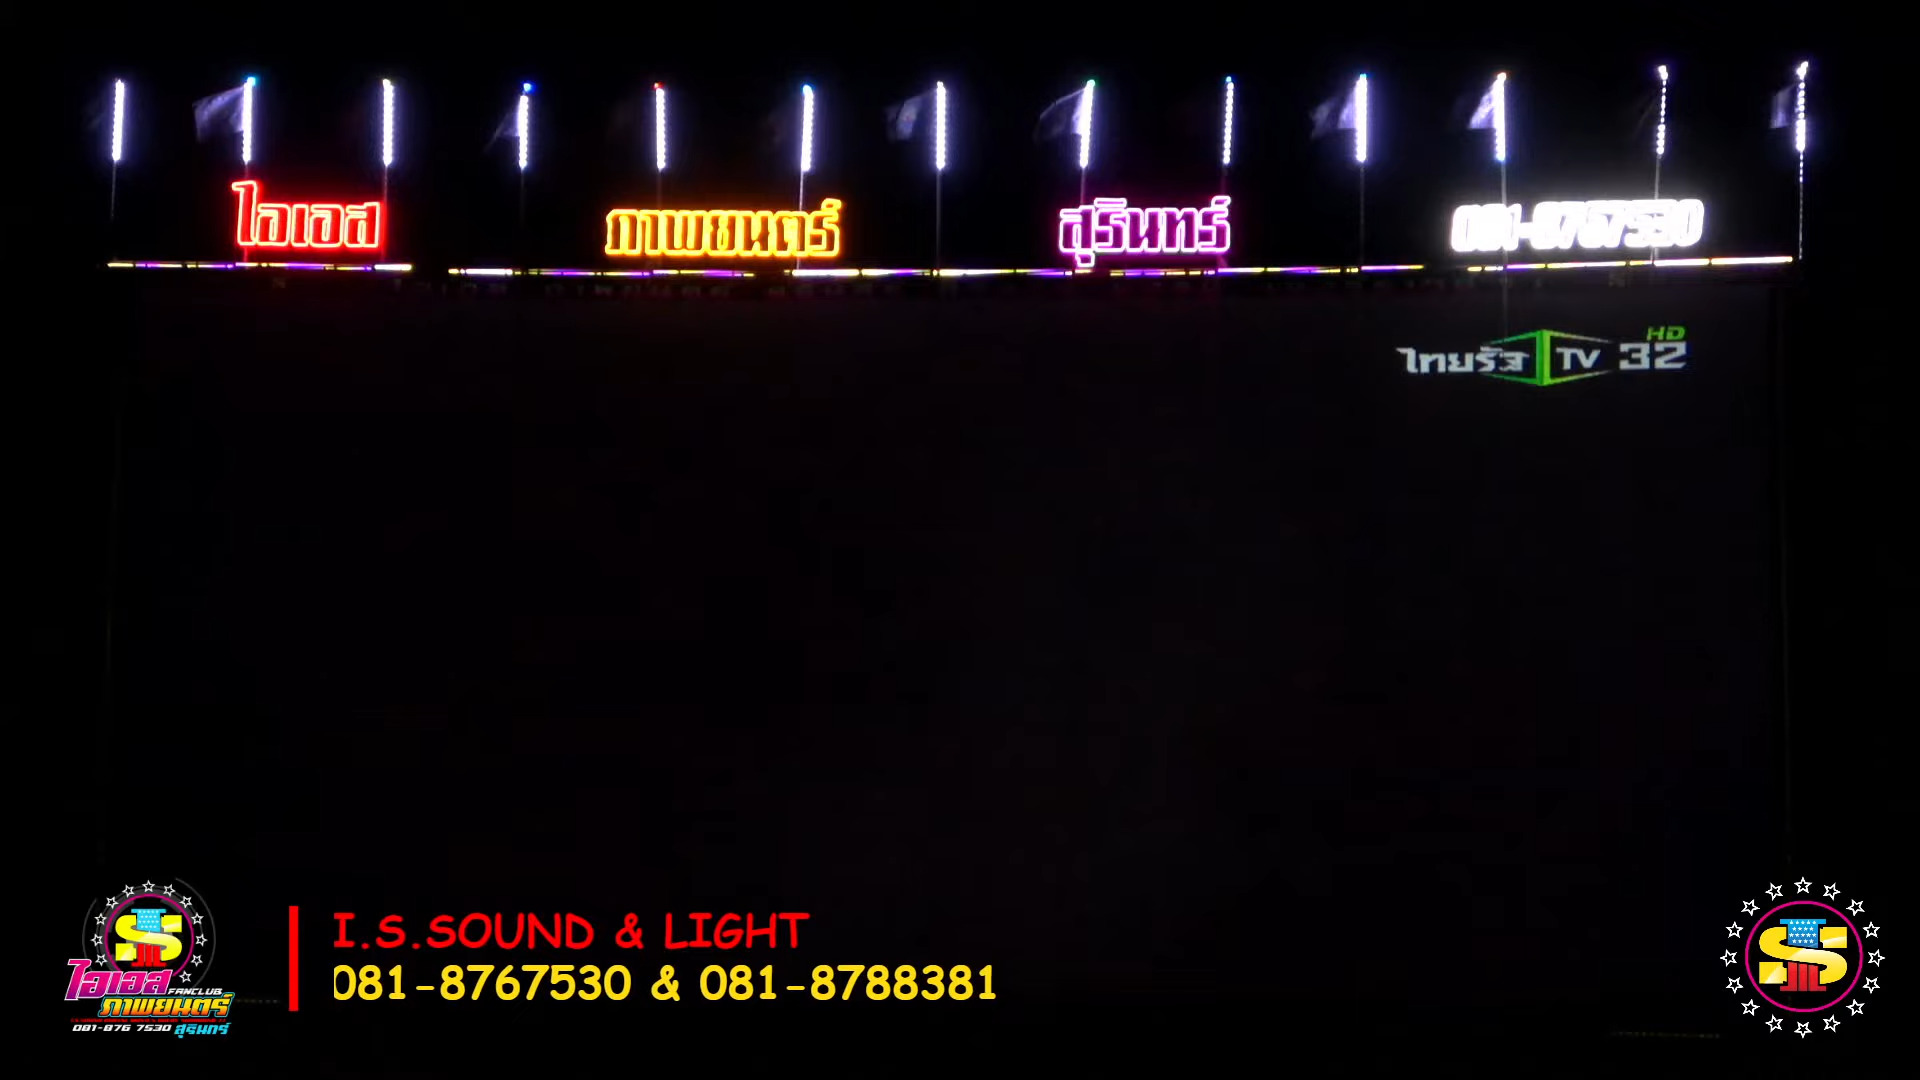 ไอเอส ภาพยนตร์ สุรินทร์ 081-8767530
ไทยรัฐ TV 32 HD
I.S.SOUND & LIGHT
081-8767530 & 081-8788381
IS
ไอเอส FANCLUB
ภาพยนตร์
081-876 7530 สุรินทร์
IS